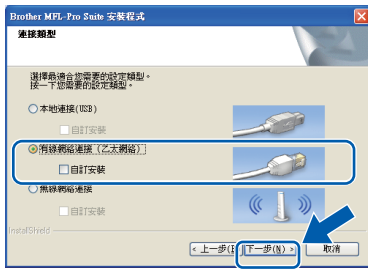 Brother MFL-Pro Suite 安裝程式
連接類型
選擇最適合您需要的設定類型。
按一下您需要的設定類型。
本地連接(USB)
自訂安裝
有線網絡連接 (乙太網絡)
自訂安裝
無線網絡連接
自訂安裝
InstallShield
< 上一步(B) 下一步(N) > 取消